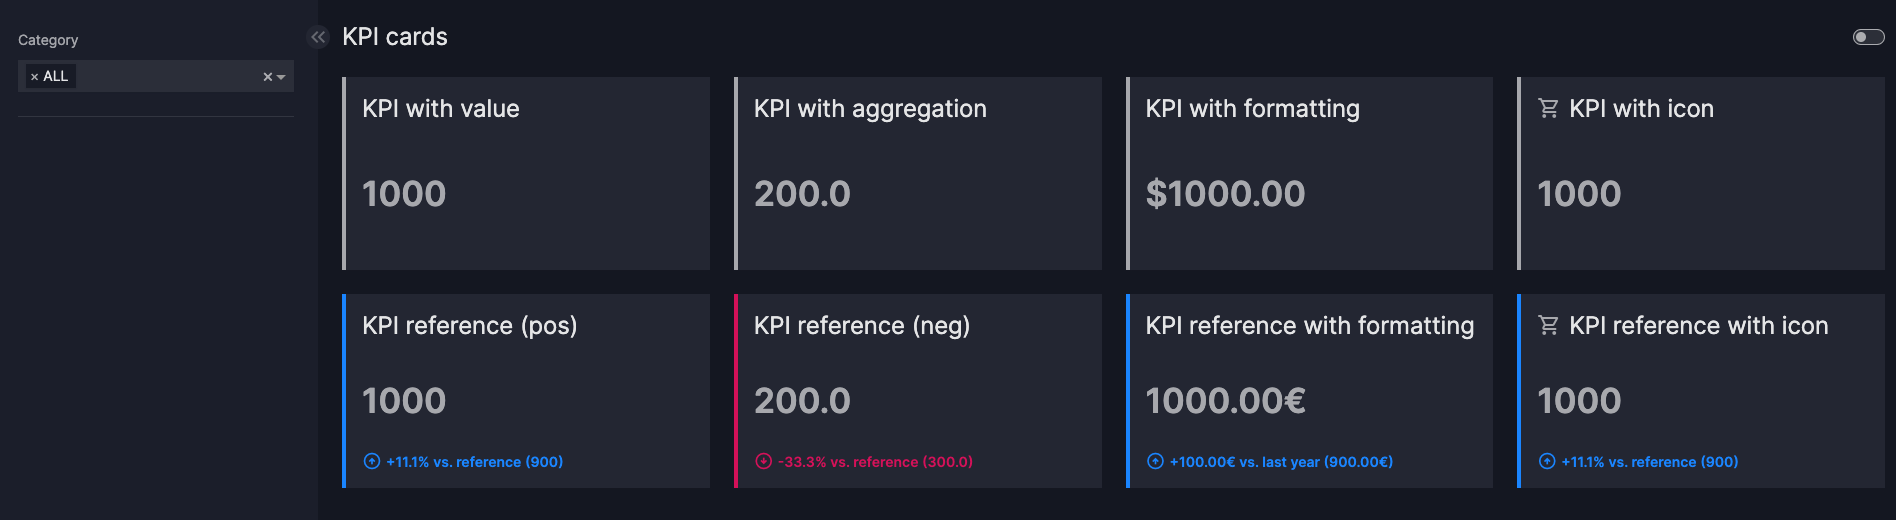 Category
× ALL
KPI cards
KPI with value
1000
KPI with aggregation
200.0
KPI with formatting
$1000.00
KPI with icon
1000
KPI reference (pos)
1000
+11.1% vs. reference (900)
KPI reference (neg)
200.0
-33.3% vs. reference (300.0)
KPI reference with formatting
1000.00€
+100.00€ vs. last year (900.00€)
KPI reference with icon
1000
+11.1% vs. reference (900)